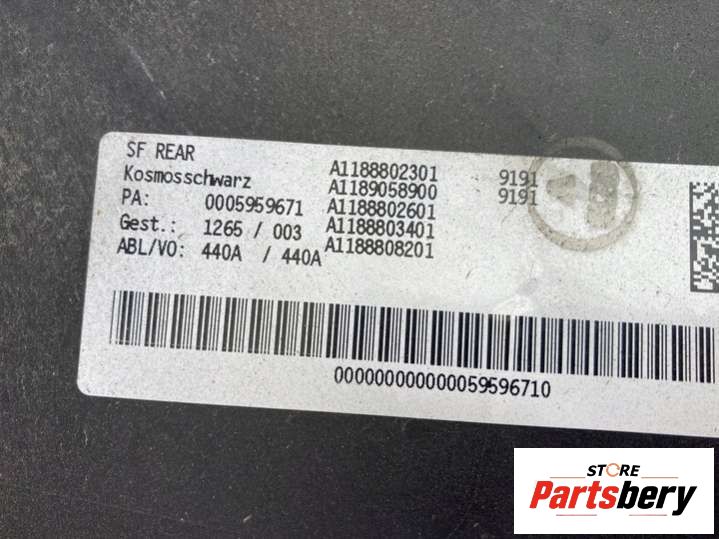 SF REAR
Kosmosschwarz
PA: 0005959671
Gest.: 1265 / 003
ABL/VO: 440A / 440A
A1188802301 9191
A1189058900 9191
A1188802601
A1188803401
A1188808201
000000000000059596710
STORE
Partsbery